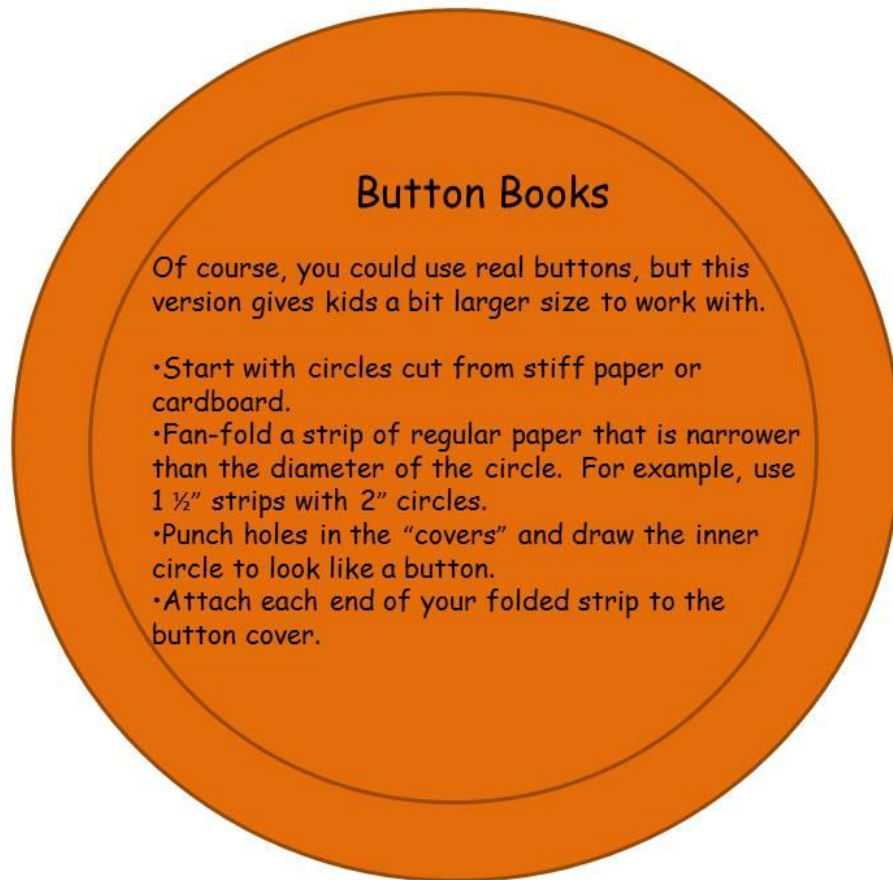 Button Books
Of course, you could use real buttons, but this
version gives kids a bit larger size to work with.
•Start with circles cut from stiff paper or
cardboard.
•Fan-fold a strip of regular paper that is narrower
than the diameter of the circle.  For example, use
1 ½” strips with 2” circles.
•Punch holes in the “covers” and draw the inner
circle to look like a button.
•Attach each end of your folded strip to the
button cover.